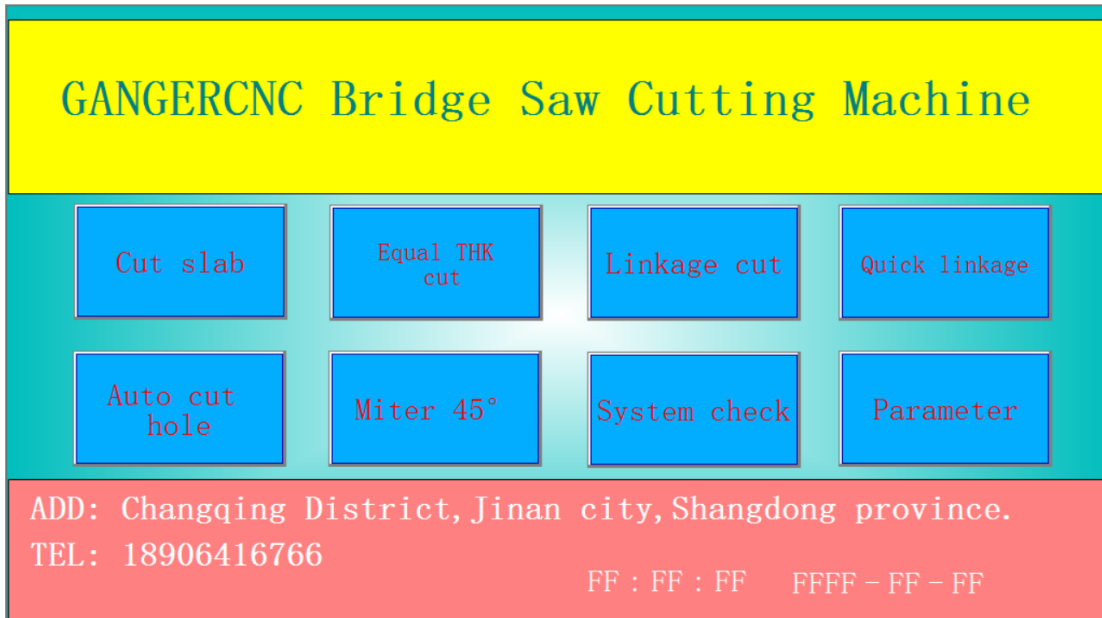 GANGERCNC Bridge Saw Cutting Machine
Cut slab
Equal THK
cut
Linkage cut
Quick linkage
Auto cut
hole
Miter 45°
System check
Parameter
ADD: Changqing District,Jinan city,Shangdong province.
TEL: 18906416766
FF : FF : FF FFFF - FF - FF